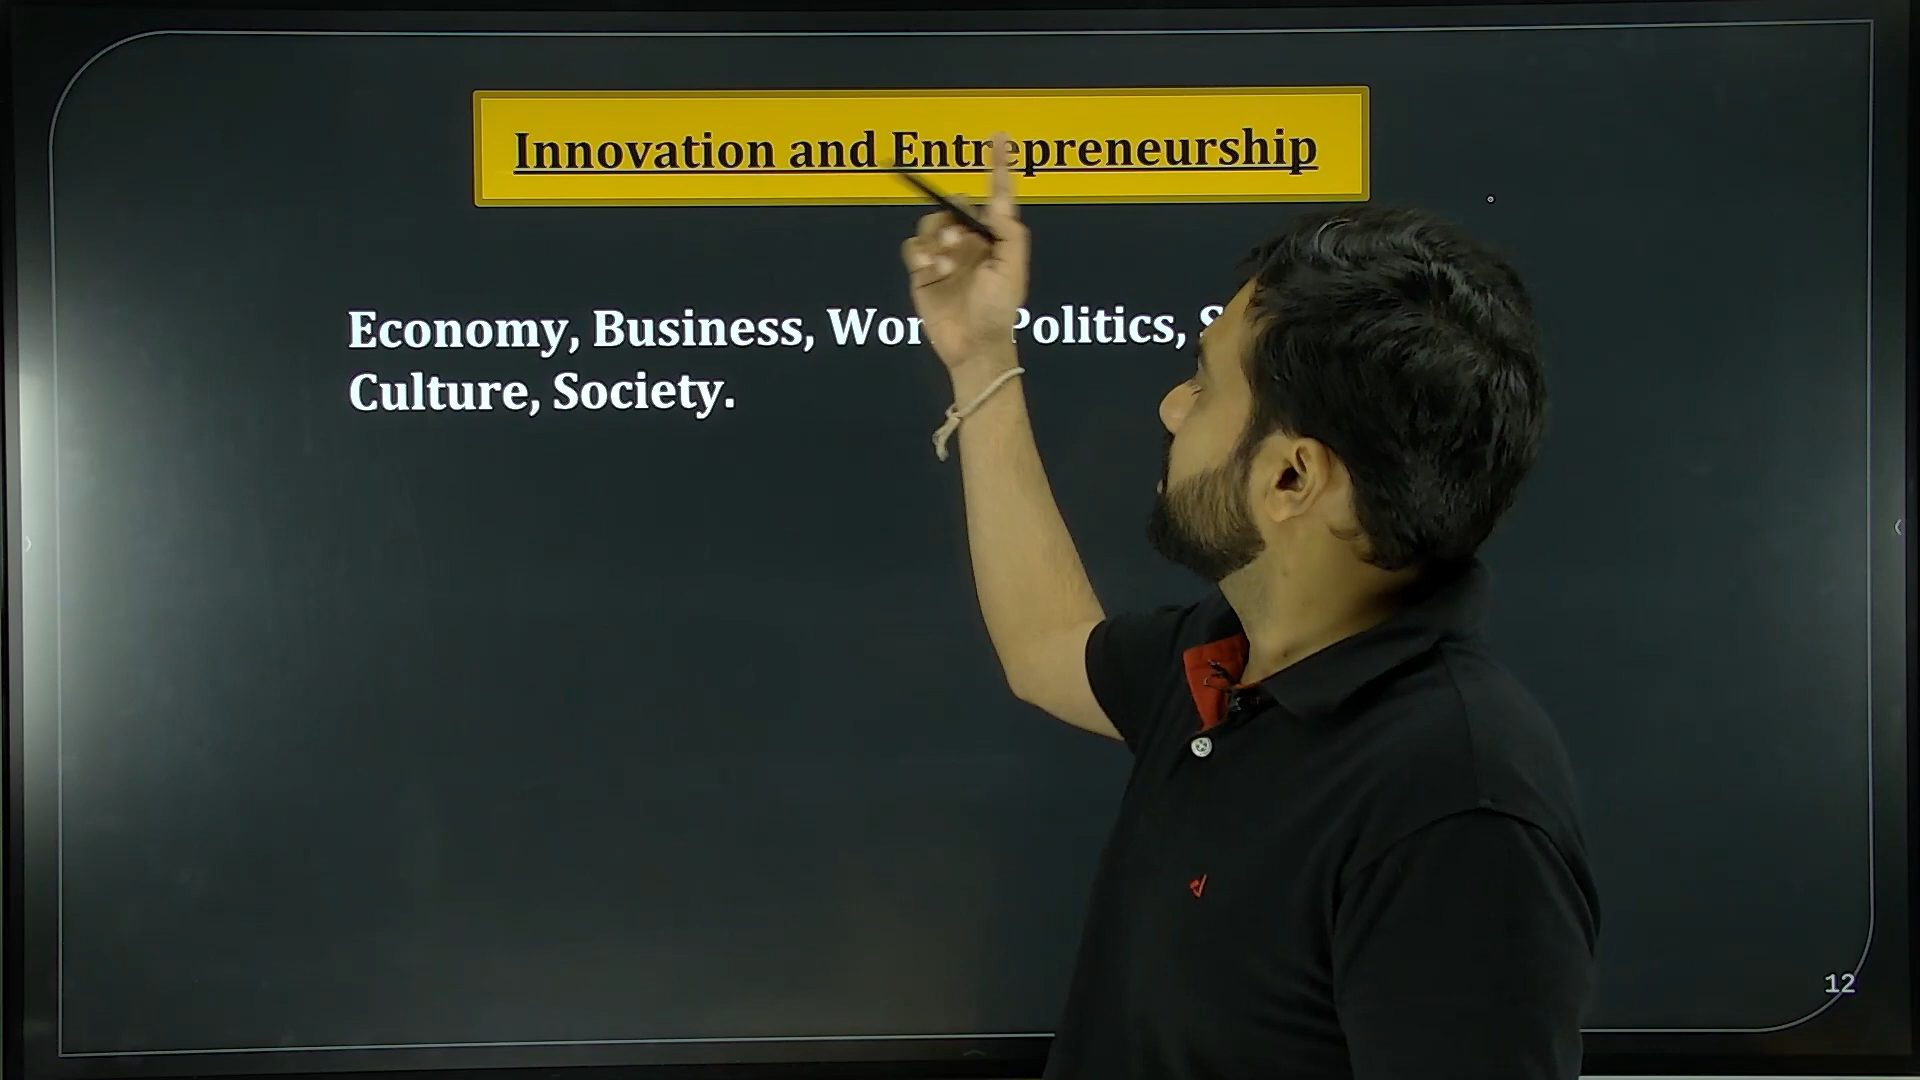 Innovation and Entrepreneurship
Economy, Business, Politics,
Culture, Society.
12